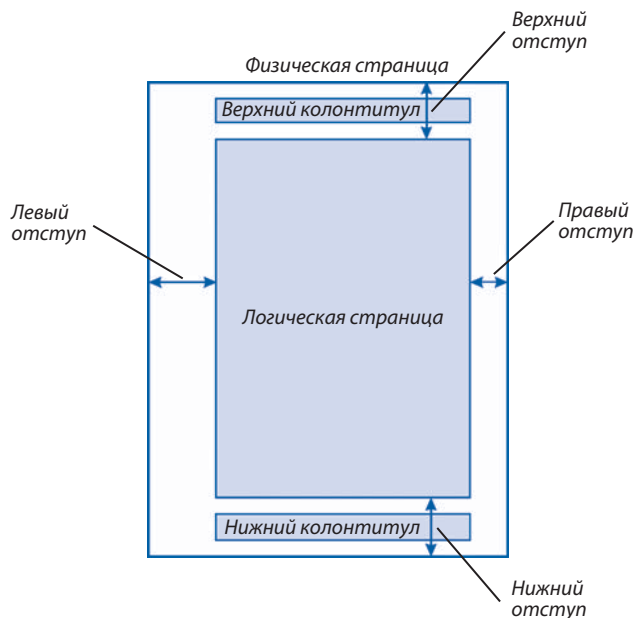 Верхний
отступ
Физическая страница
Верхний колонтитул
Левый
отступ
Правый
отступ
Логическая страница
Нижний колонтитул
Нижний
отступ